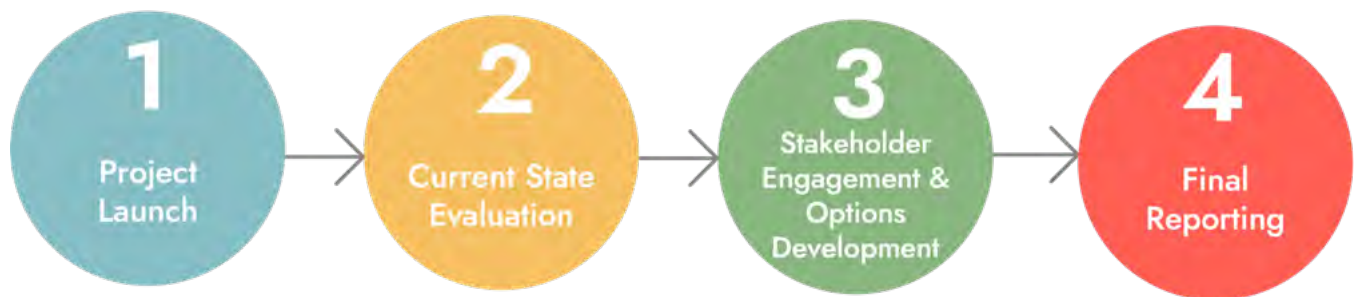 1
Project
Launch
2
Current State
Evaluation
3
Stakeholder
Engagement &
Options
Development
4
Final
Reporting